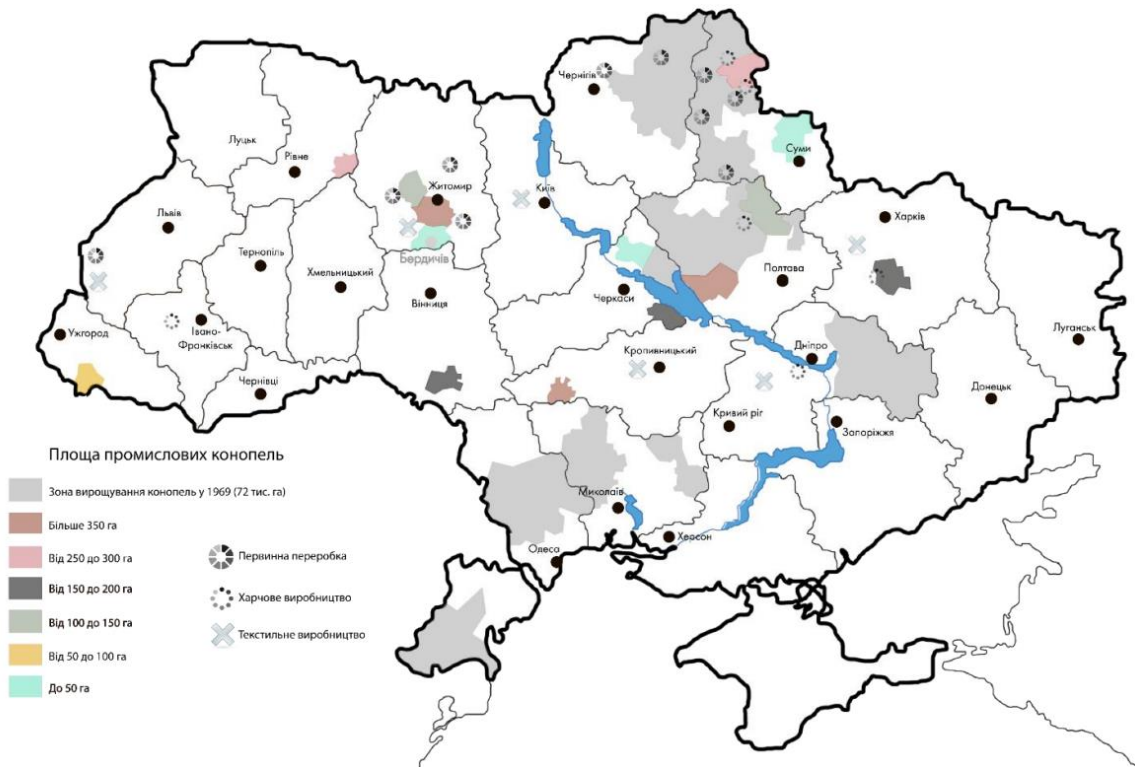 Чернігів
Луцьк
Рівне
Суми
Житомир
Київ
Львів
Харків
Тернопіль
Хмельницький
Бердичів
Полтава
Вінниця
Черкаси
Ужгород
Івано-
Франківськ
Луганськ
Кропивницький
Дніпро
Чернівці
Донецьк
Кривий ріг
Запоріжжя
Площа промислових конопель
Зона вирощування конопель у 1969 (72 тис. га)
Миколаїв
Більше 350 га
Херсон
Одеса
Від 250 до 300 га
Первинна переробка
Від 150 до 200 га
Харчове виробництво
Від 100 до 150 га
Текстильне виробництво
Від 50 до 100 га
До 50 га